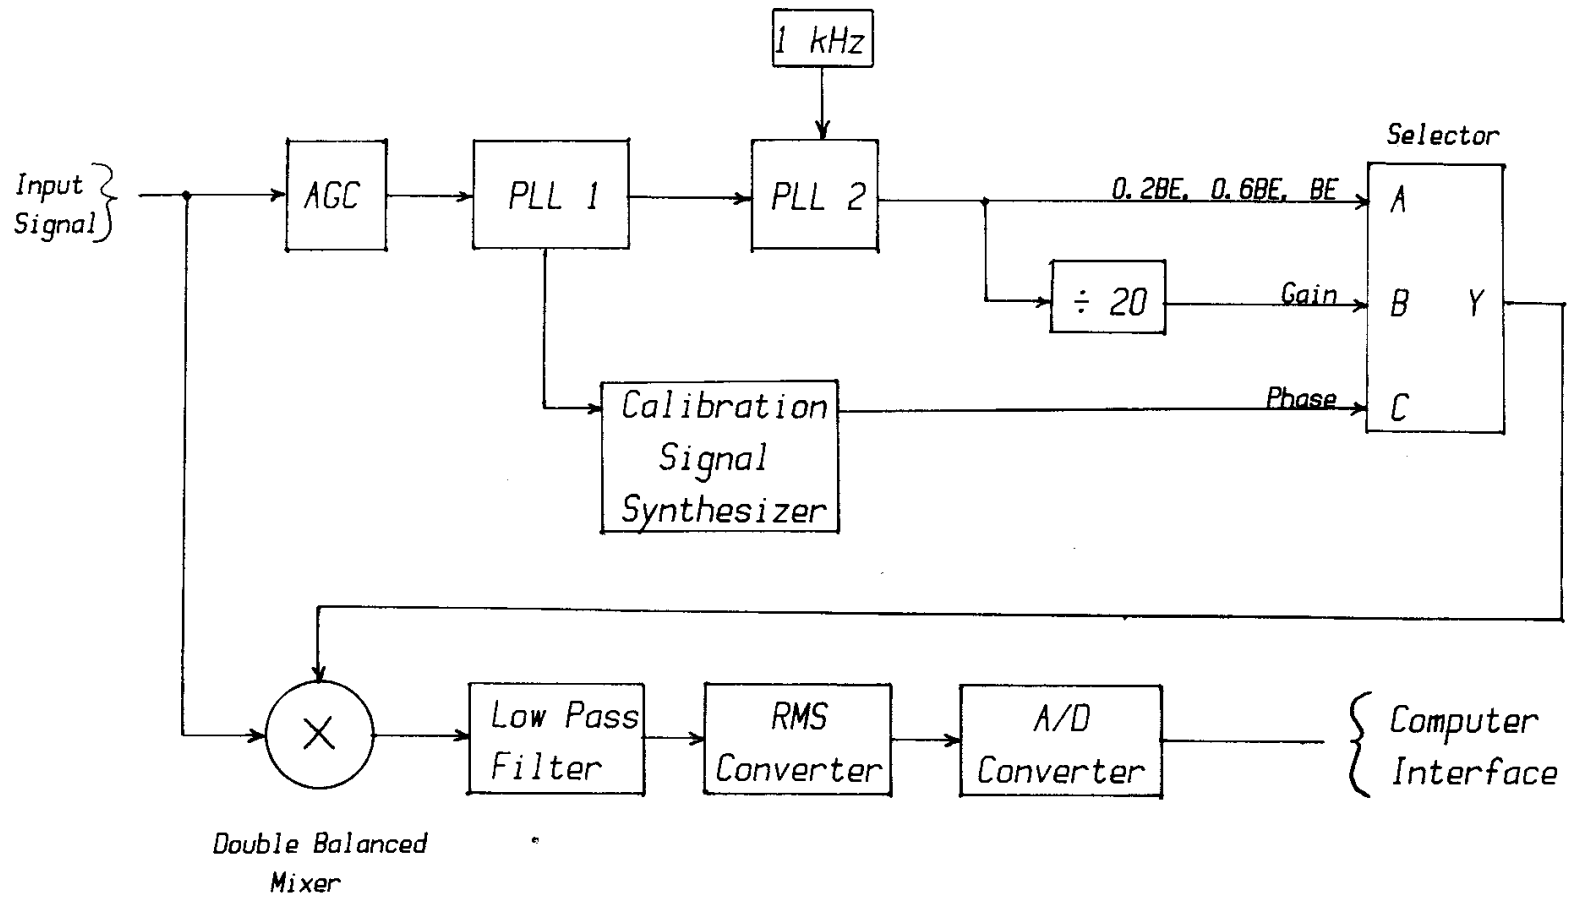 1 kHz
Selector
Input
Signal
AGC
PLL 1
PLL 2
0.2BE, 0.6BE, BE
A
÷ 20
Gain
B
Y
Calibration
Signal
Synthesizer
Phase
C
×
Low Pass
Filter
RMS
Converter
A/D
Converter
Computer
Interface
Double Balanced
Mixer